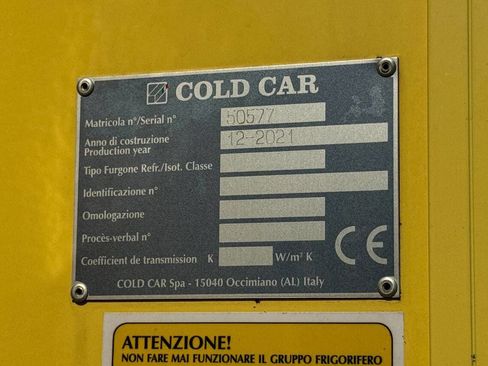 COLD CAR
Matricola n°/Serial n° 50577
Anno di costruzione 12-2021
Production year
Tipo Furgone Refr./Isot. Classe
Identificazione n°
Omologazione
Procès-verbal n°
Coefficient de transmission K W/m² K
CE
COLD CAR Spa - 15040 Occimiano (AL) Italy
ATTENZIONE!
NON FARE MAI FUNZIONARE IL GRUPPO FRIGORIFERO